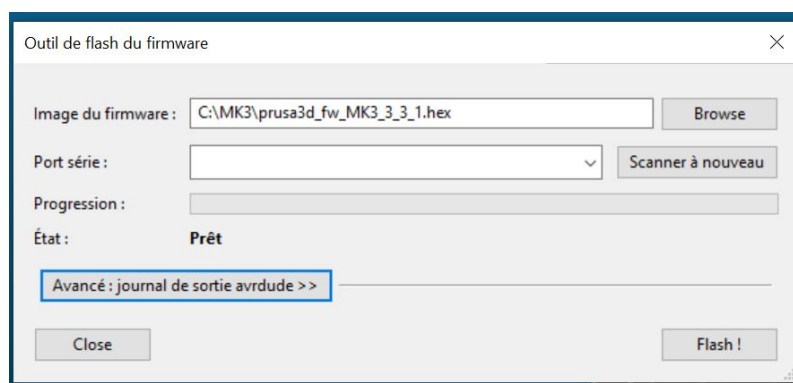 Outil de flash du firmware
Image du firmware : C:\MK3\prusa3d_fw_MK3_3_3_1.hex Browse
Port série : Scanner à nouveau
Progression :
État : Prêt
Avancé : journal de sortie avrdude >>
Close Flash !